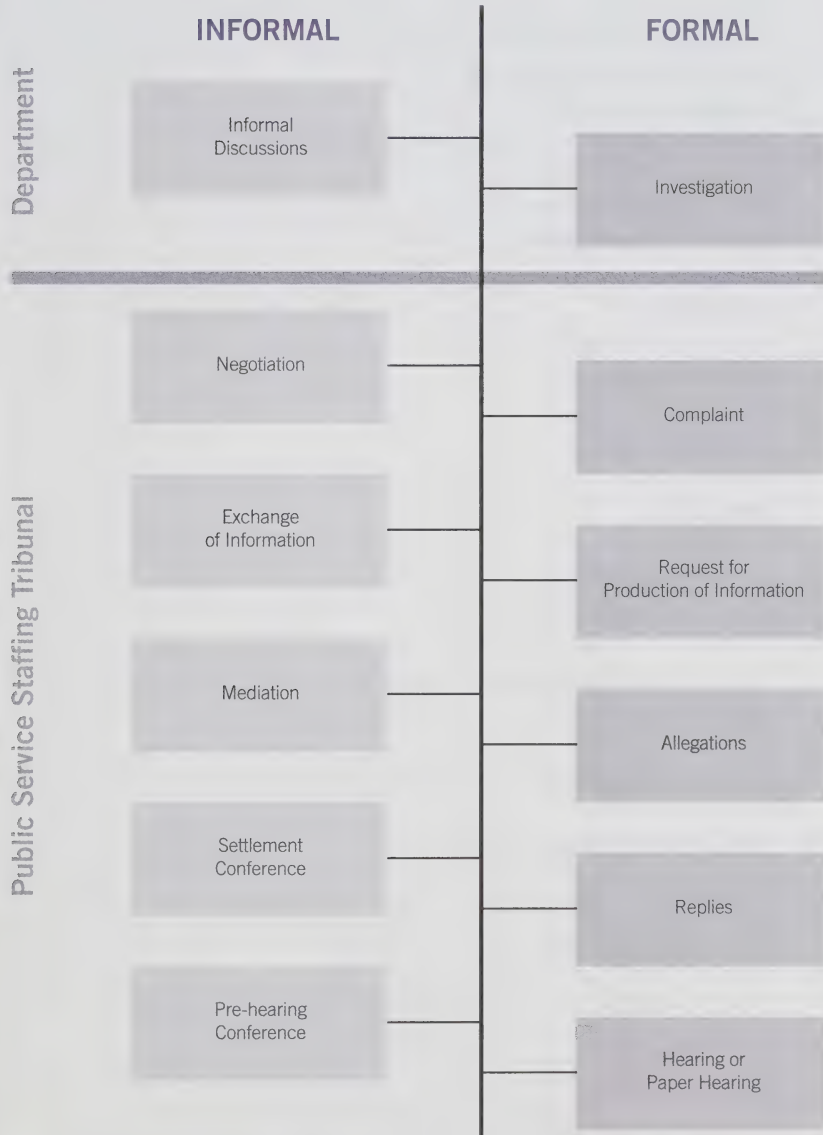 INFORMAL
FORMAL
Department
Informal
Discussions
Investigation
Public Service Staffing Tribunal
Negotiation
Complaint
Exchange
of Information
Request for
Production of Information
Mediation
Allegations
Settlement
Conference
Replies
Pre-hearing
Conference
Hearing or
Paper Hearing